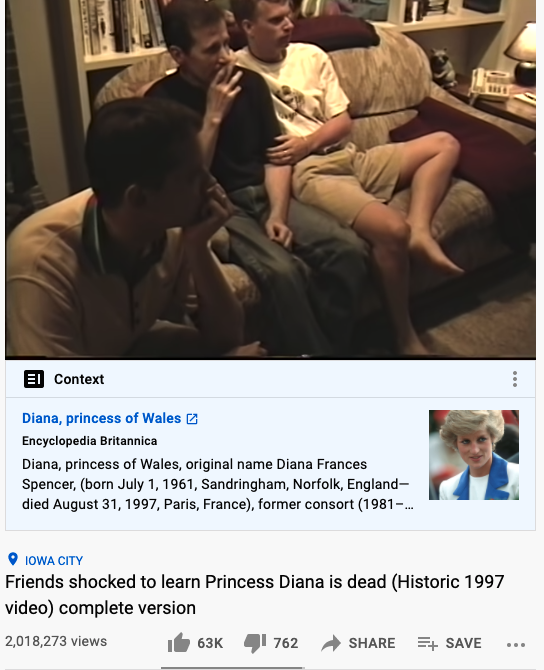 Context
Diana, princess of Wales
Encyclopedia Britannica
Diana, princess of Wales, original name Diana Frances
Spencer, (born July 1, 1961, Sandringham, Norfolk, England—
died August 31, 1997, Paris, France), former consort (1981–...
IOWA CITY
Friends shocked to learn Princess Diana is dead (Historic 1997
video) complete version
2,018,273 views 63K 762 SHARE SAVE